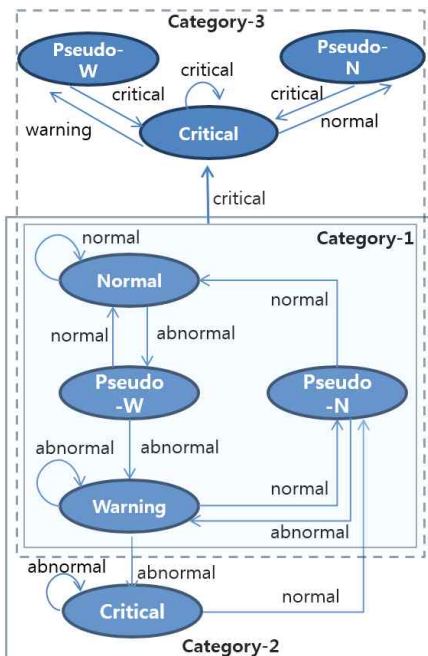 Category-3
Pseudo-
W
Pseudo-
N
critical
critical
critical
warning
Critical
normal
critical
Category-1
normal
Normal
normal
normal
abnormal
Pseudo
-W
Pseudo
-N
abnormal
abnormal
Warning
normal
abnormal
abnormal
abnormal
Critical
normal
Category-2